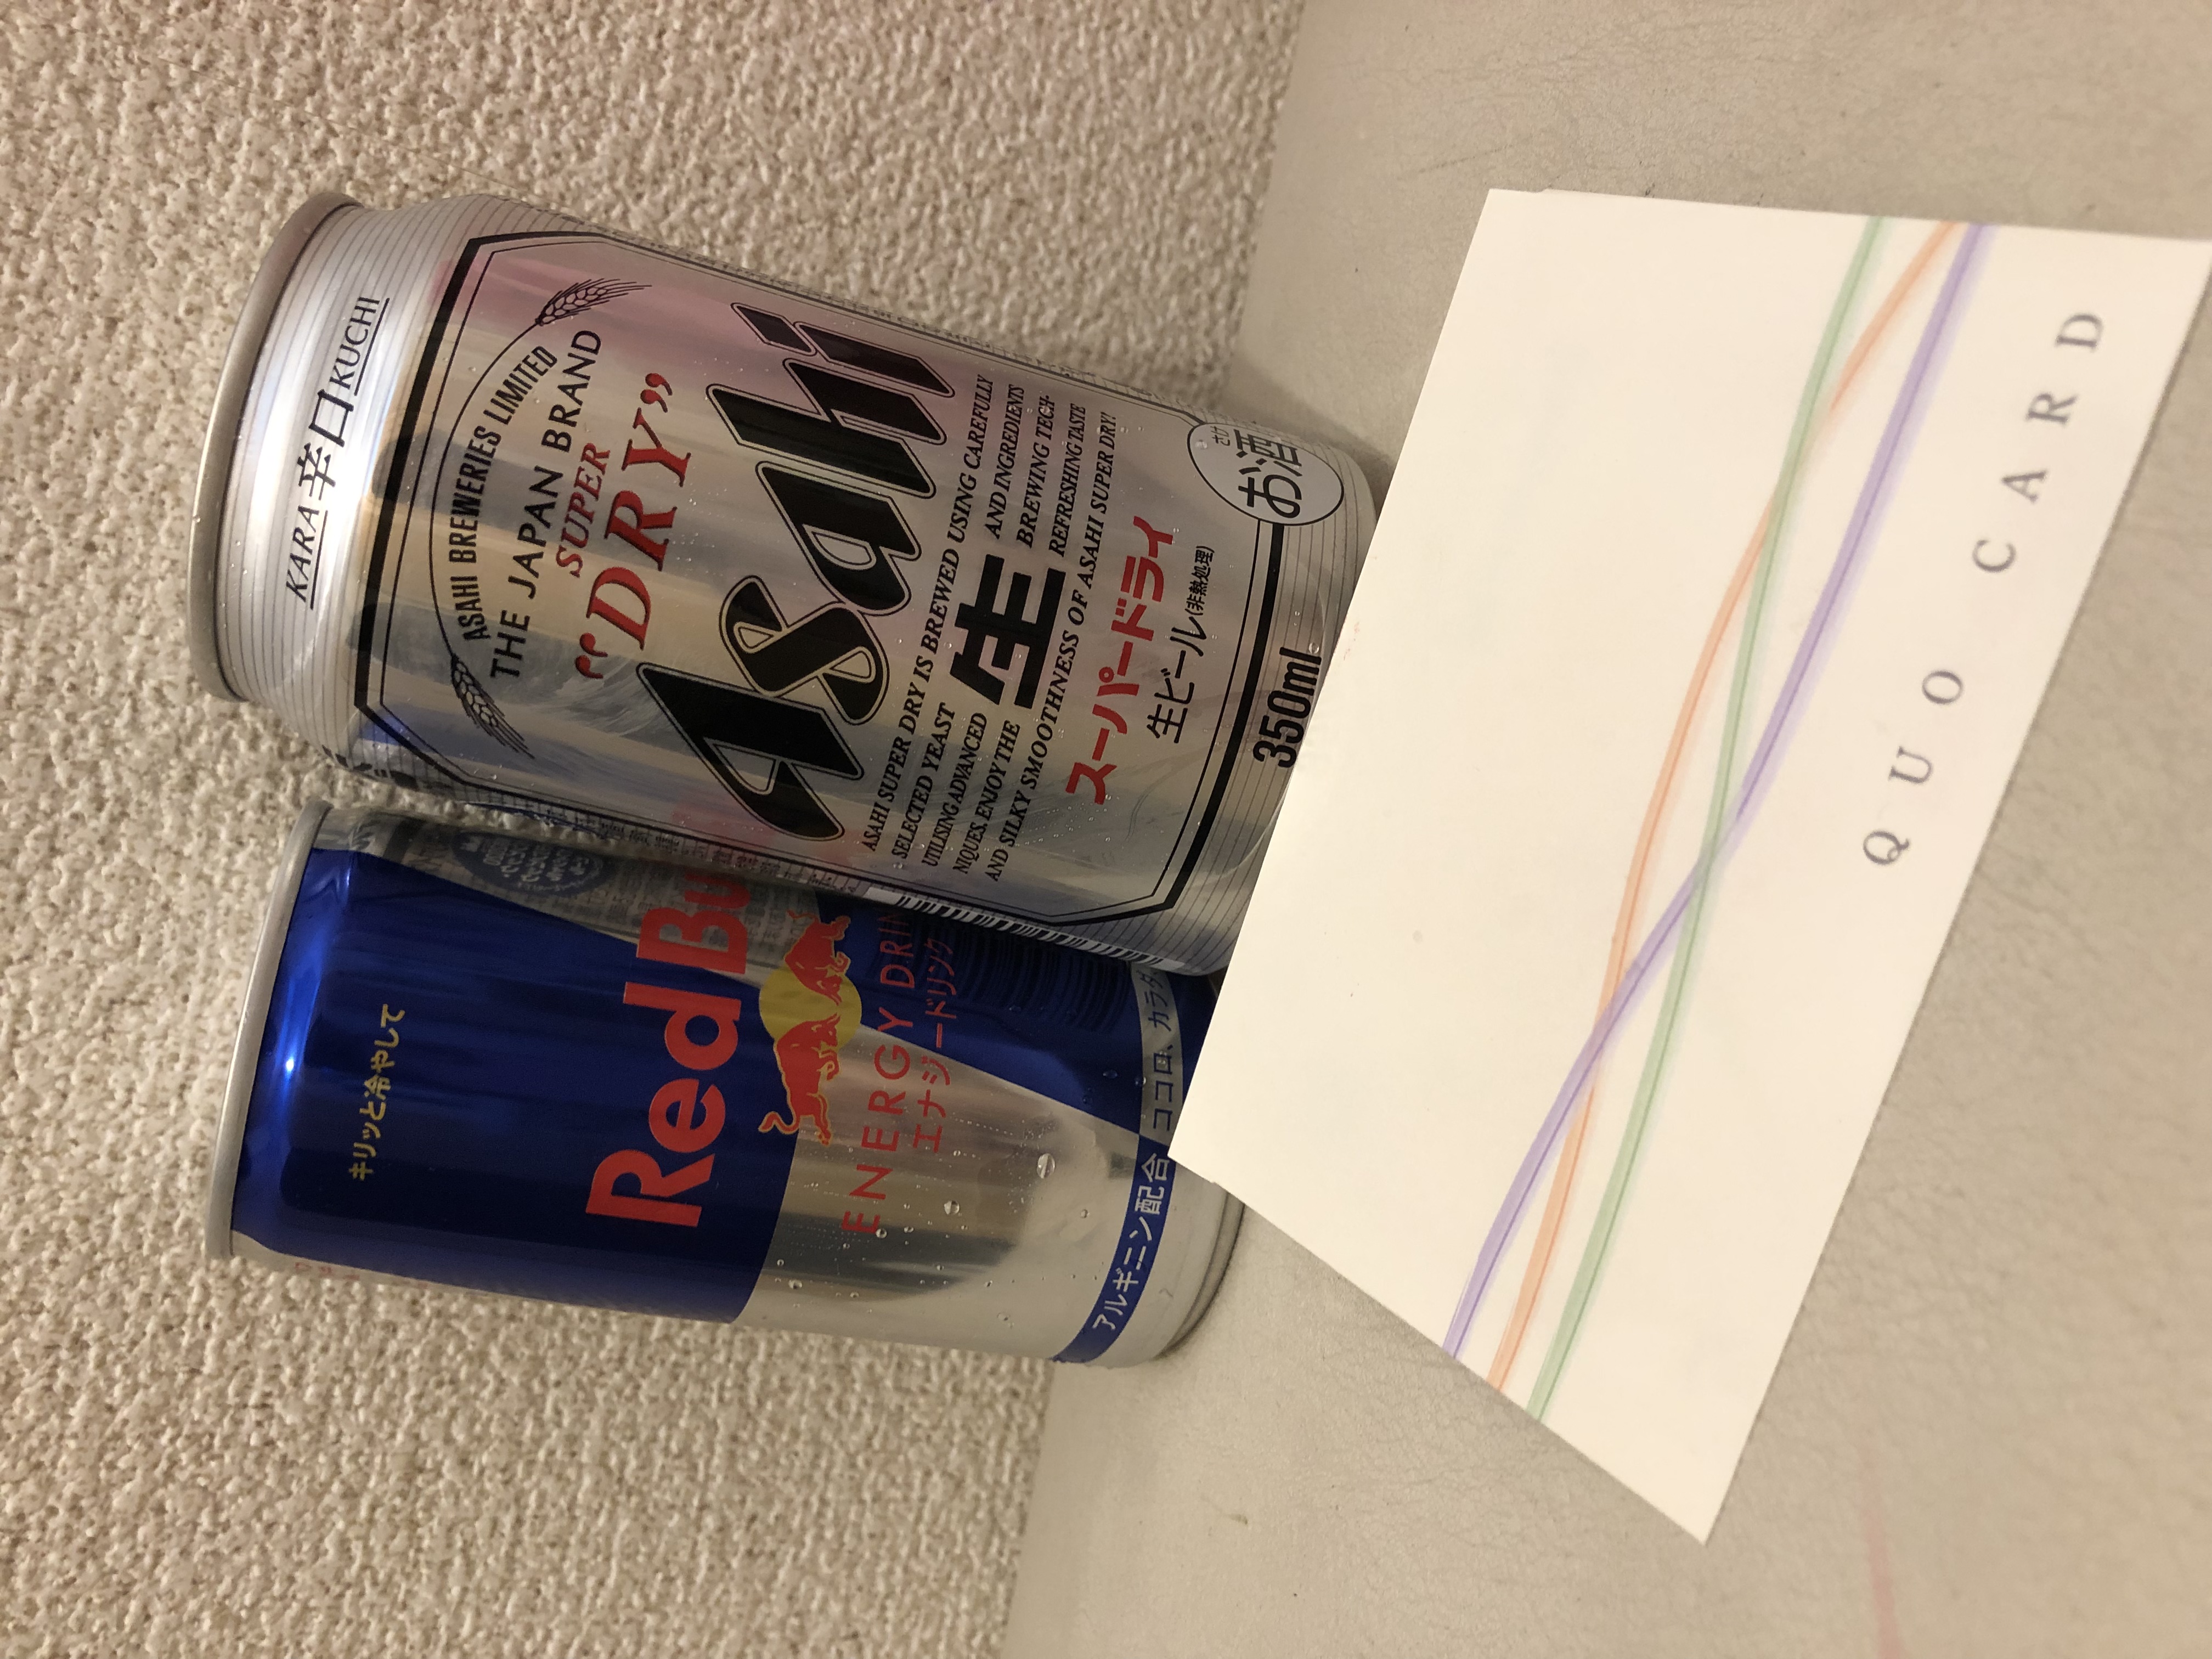 KARA 辛口 KUCHI
ASAHI BREWERIES LIMITED
THE JAPAN BRAND
SUPER
"DRY"
Asahi
ASAHI SUPER DRY IS BREWED USING CAREFULLY
SELECTED YEAST AND INGREDIENTS
UTILISING ADVANCED BREWING TECH-
NIQUES. ENJOY THE REFRESHING TASTE
AND SILKY SMOOTHNESS OF ASAHI SUPER DRY!
生
スーパードライ
生ビール(非熱処理)
350ml
さけ
お酒
キリッと冷やして
Red Bu
ENERGY DRIN
エナジードリンク
アルギニン配合 ココロ、カラダ
QUO CARD